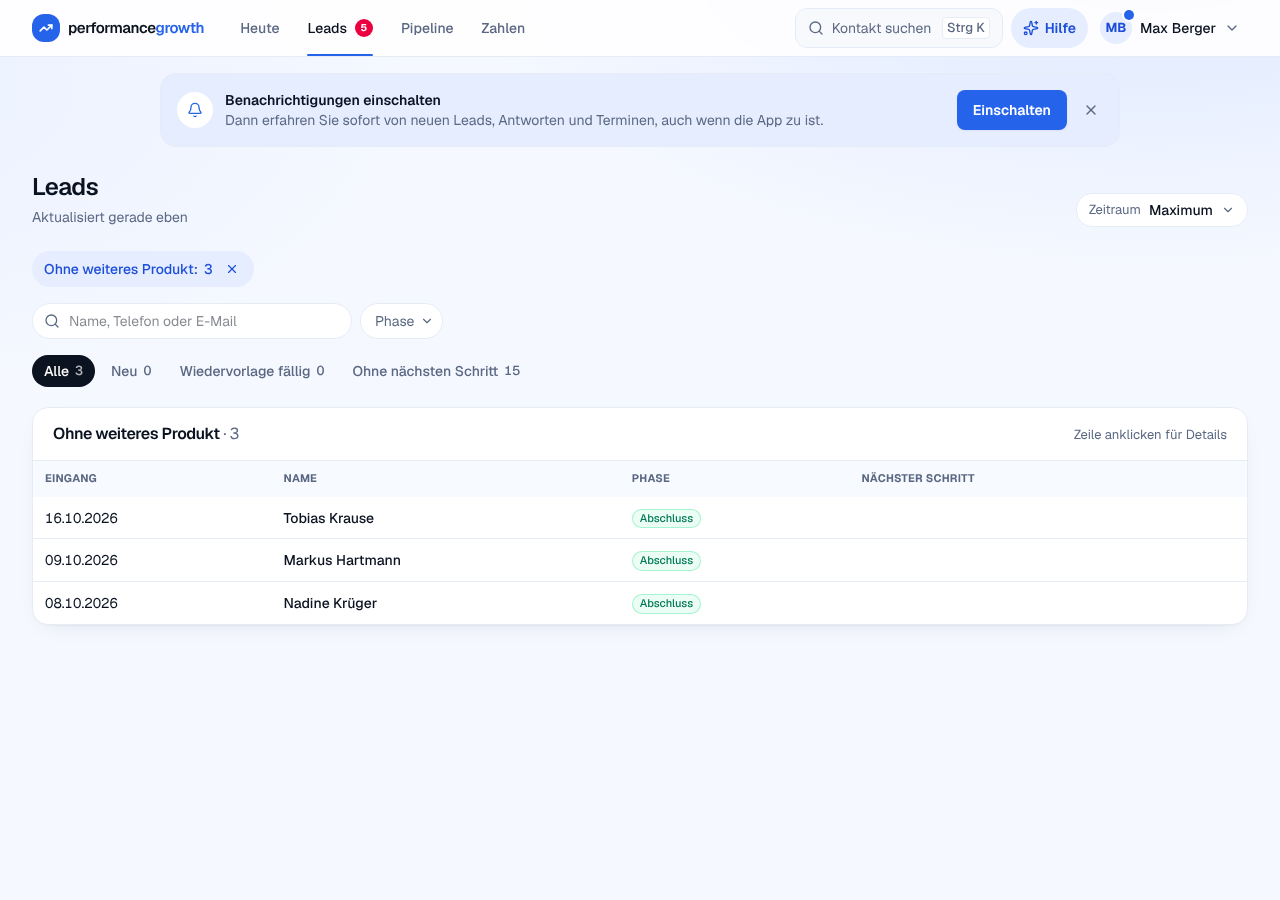 performancegrowth
Heute
Leads 5
Pipeline
Zahlen
Kontakt suchen Strg K
Hilfe
MB Max Berger
Benachrichtigungen einschalten
Dann erfahren Sie sofort von neuen Leads, Antworten und Terminen, auch wenn die App zu ist.
Einschalten
Leads
Aktualisiert gerade eben
Zeitraum Maximum
Ohne weiteres Produkt: 3
Name, Telefon oder E-Mail
Phase
Alle 3 Neu 0 Wiedervorlage fällig 0 Ohne nächsten Schritt 15
Ohne weiteres Produkt · 3
Zeile anklicken für Details
EINGANG NAME PHASE NÄCHSTER SCHRITT
16.10.2026 Tobias Krause Abschluss
09.10.2026 Markus Hartmann Abschluss
08.10.2026 Nadine Krüger Abschluss